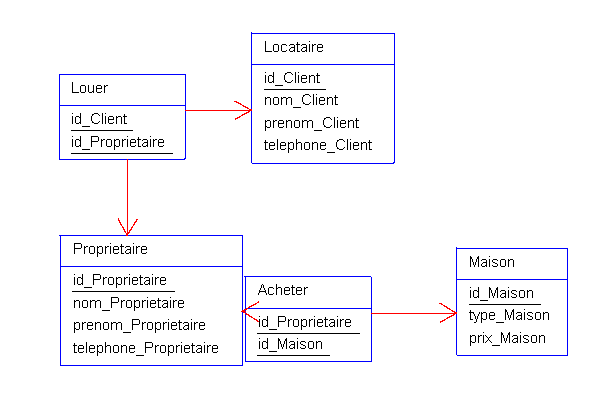 Locataire
id_Client
nom_Client
prenom_Client
telephone_Client
Louer
id_Client
id_Proprietaire
Proprietaire
id_Proprietaire
nom_Proprietaire
prenom_Proprietaire
telephone_Proprietaire
Acheter
id_Proprietaire
id_Maison
Maison
id_Maison
type_Maison
prix_Maison